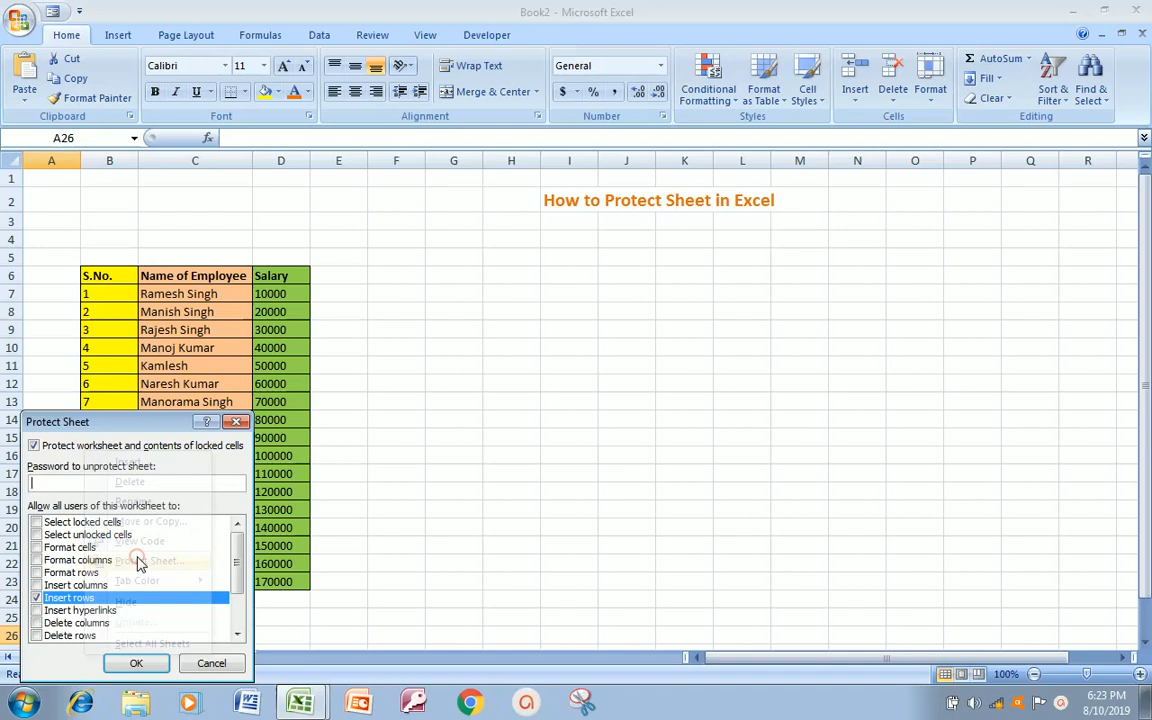 Book2 - Microsoft Excel
Home Insert Page Layout Formulas Data Review View Developer
Paste
Cut
Copy
Format Painter
Clipboard
Calibri 11
B I U
Font
Wrap Text
Merge & Center
Alignment
General
$ % ,
Number
Conditional Formatting
Format as Table
Cell Styles
Styles
Insert Delete Format
Cells
AutoSum
Fill
Clear
Sort & Filter
Find & Select
Editing
A26 fx
A B C D E F G H I J K L M N O P Q R
1
2 How to Protect Sheet in Excel
3
4
5
6 S.No. Name of Employee Salary
7 1 Ramesh Singh 10000
8 2 Manish Singh 20000
9 3 Rajesh Singh 30000
10 4 Manoj Kumar 40000
11 5 Kamlesh 50000
12 6 Naresh Kumar 60000
13 7 Manorama Singh 70000
14 80000
15 90000
16 100000
17 110000
18 120000
19 130000
20 140000
21 150000
22 160000
23 170000
24
25
26
Protect Sheet
Protect worksheet and contents of locked cells
Password to unprotect sheet:
Allow all users of this worksheet to:
Select locked cells
Select unlocked cells
Format cells
Format columns
Format rows
Insert columns
Insert rows
Insert hyperlinks
Delete columns
Delete rows
OK Cancel
Insert...
Delete
Rename
Move or Copy...
View Code
Protect Sheet...
Tab Color
Hide
Unhide...
Select All Sheets
100%
6:23 PM
8/10/2019